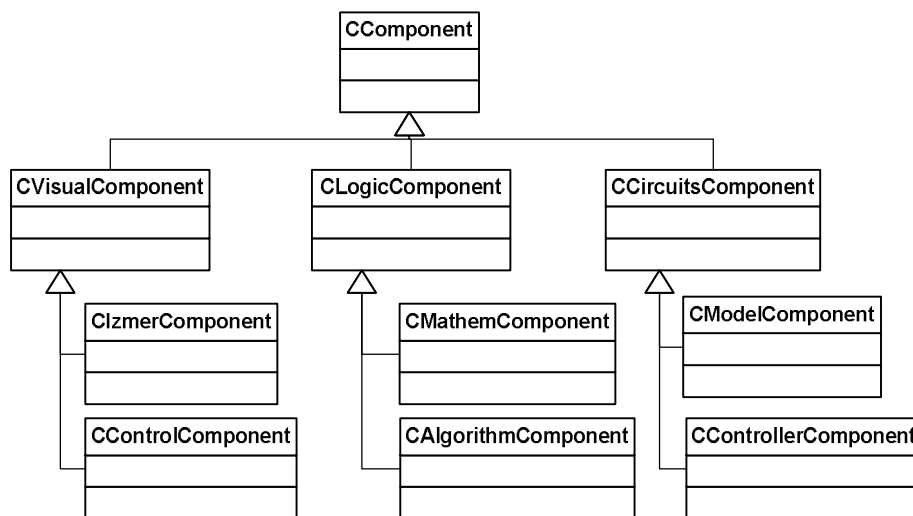 CComponent
CVisualComponent
CLogicComponent
CCircuitsComponent
CIzmerComponent
CMathemComponent
CModelComponent
CControlComponent
CAlgorithmComponent
CControllerComponent